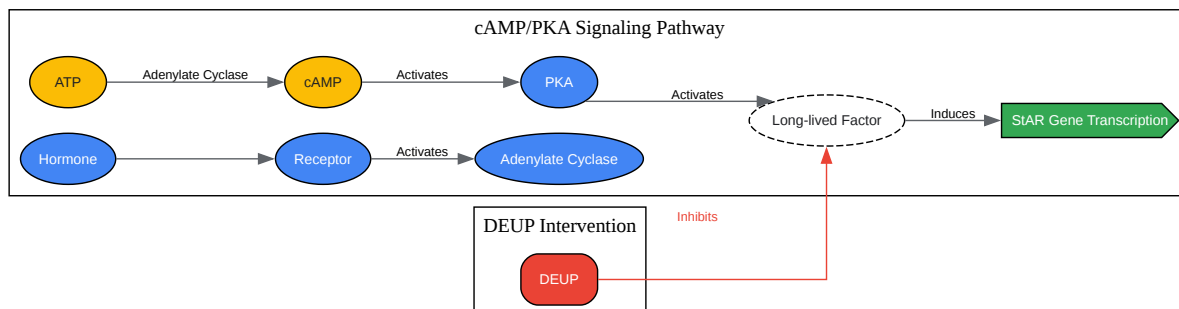 cAMP/PKA Signaling Pathway
ATP
Adenylate Cyclase
cAMP
Activates
PKA
Activates
Long-lived Factor
Induces
StAR Gene Transcription
Hormone
Receptor
Activates
Adenylate Cyclase
Inhibits
DEUP Intervention
DEUP